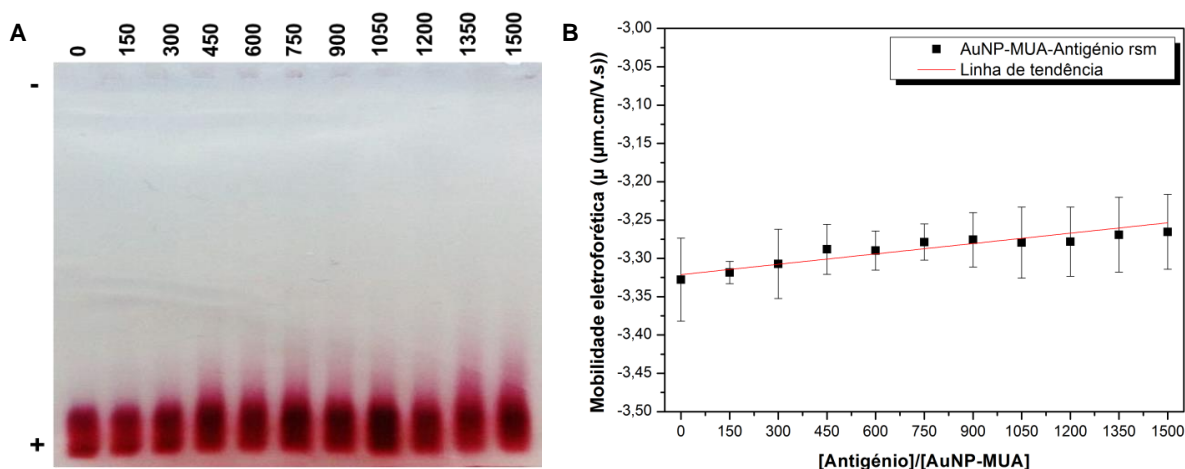 A
0 150 300 450 600 750 900 1050 1200 1350 1500
-
+
B
Mobilidade eletroforética (µ (µm.cm/V.s))
-3,00
-3,05
-3,10
-3,15
-3,20
-3,25
-3,30
-3,35
-3,40
-3,45
-3,50
AuNP-MUA-Antigénio rsm
Linha de tendência
0 150 300 450 600 750 900 1050 1200 1350 1500
[Antigénio]/[AuNP-MUA]